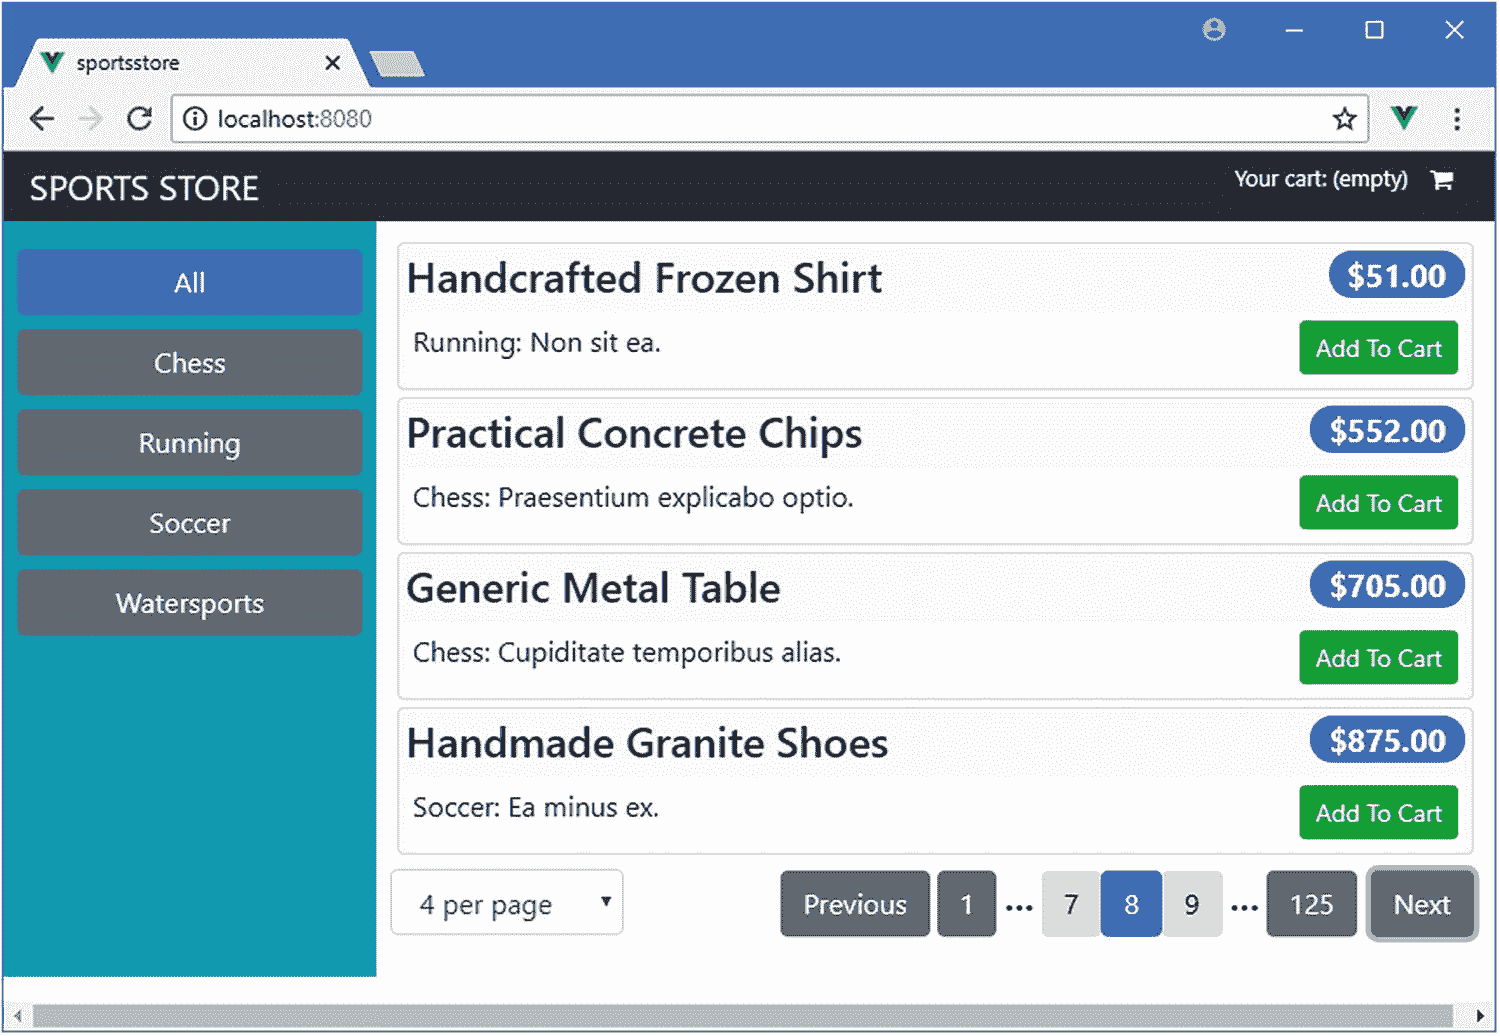 sportsstore
localhost:8080
SPORTS STORE
Your cart: (empty)
All
Chess
Running
Soccer
Watersports
Handcrafted Frozen Shirt
$51.00
Running: Non sit ea.
Add To Cart
Practical Concrete Chips
$552.00
Chess: Praesentium explicabo optio.
Add To Cart
Generic Metal Table
$705.00
Chess: Cupiditate temporibus alias.
Add To Cart
Handmade Granite Shoes
$875.00
Soccer: Ea minus ex.
Add To Cart
4 per page
Previous 1 ... 7 8 9 ... 125 Next